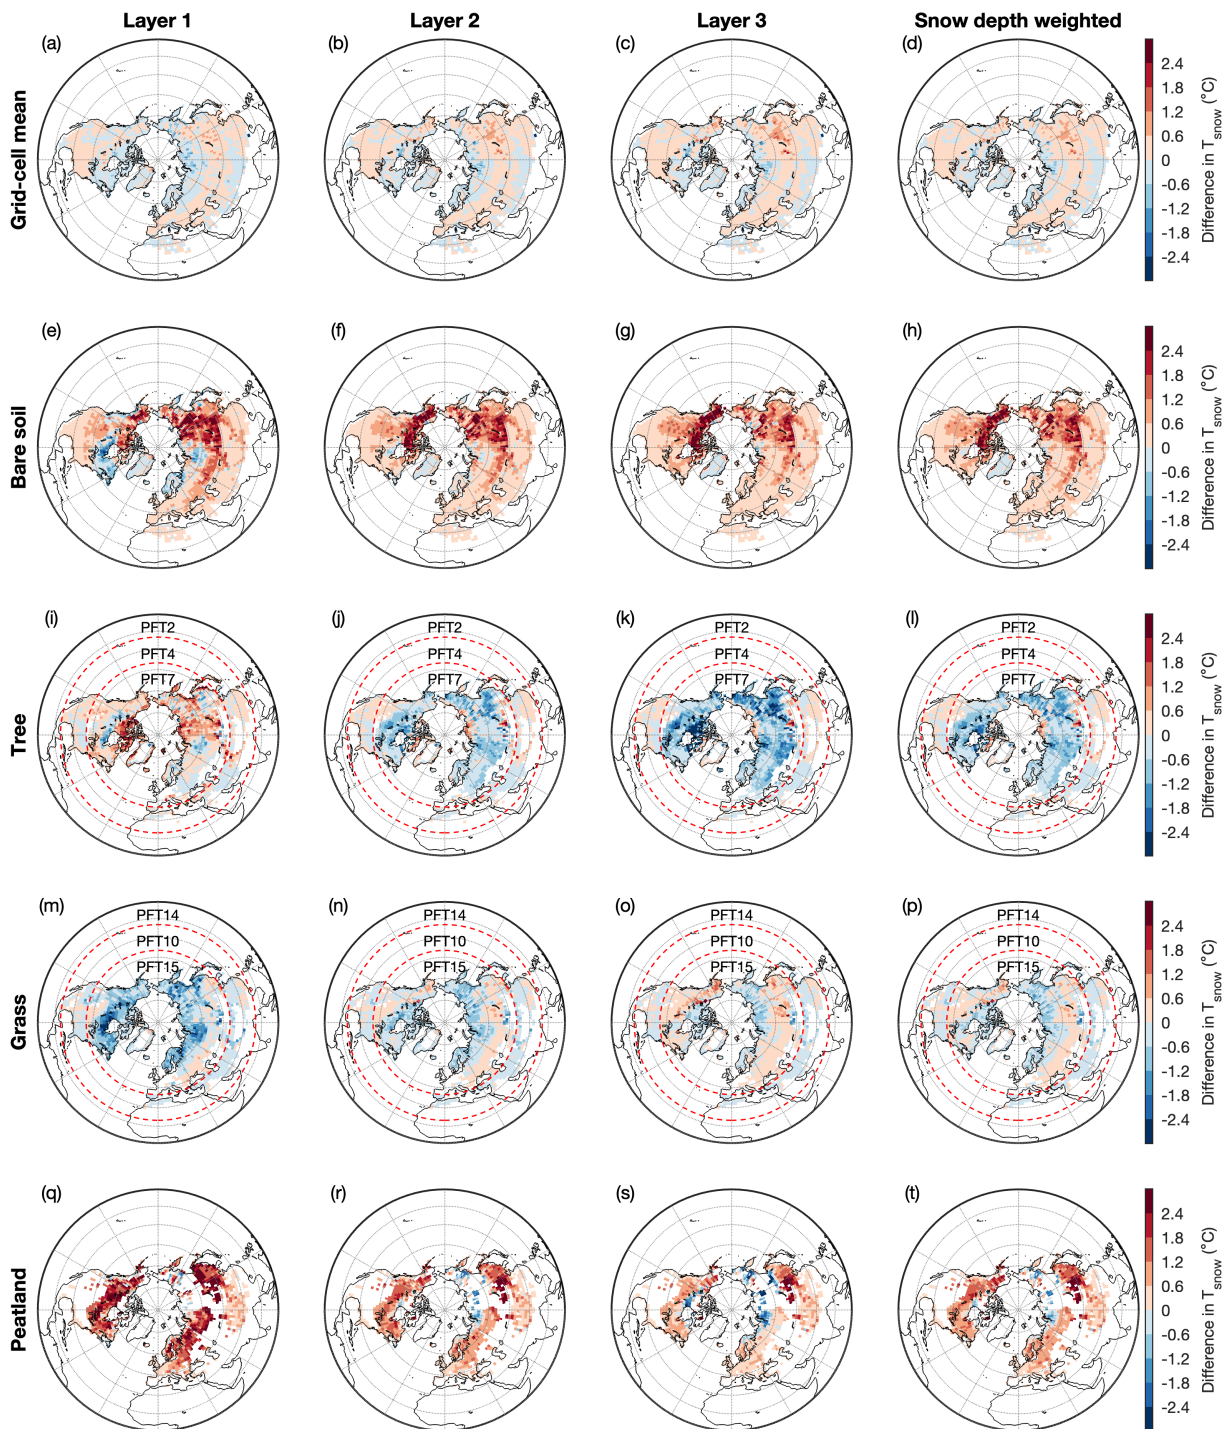 Layer 1 Layer 2 Layer 3 Snow depth weighted
Grid-cell mean
(a) (b) (c) (d)
2.4
1.8
1.2
0.6
0
-0.6
-1.2
-1.8
-2.4
Difference in Tsnow (°C)
Bare soil
(e) (f) (g) (h)
2.4
1.8
1.2
0.6
0
-0.6
-1.2
-1.8
-2.4
Difference in Tsnow (°C)
Tree
(i) (j) (k) (l)
PFT2 PFT2 PFT2 PFT2
PFT4 PFT4 PFT4 PFT4
PFT7 PFT7 PFT7 PFT7
2.4
1.8
1.2
0.6
0
-0.6
-1.2
-1.8
-2.4
Difference in Tsnow (°C)
Grass
(m) (n) (o) (p)
PFT14 PFT14 PFT14 PFT14
PFT10 PFT10 PFT10 PFT10
PFT15 PFT15 PFT15 PFT15
2.4
1.8
1.2
0.6
0
-0.6
-1.2
-1.8
-2.4
Difference in Tsnow (°C)
Peatland
(q) (r) (s) (t)
2.4
1.8
1.2
0.6
0
-0.6
-1.2
-1.8
-2.4
Difference in Tsnow (°C)